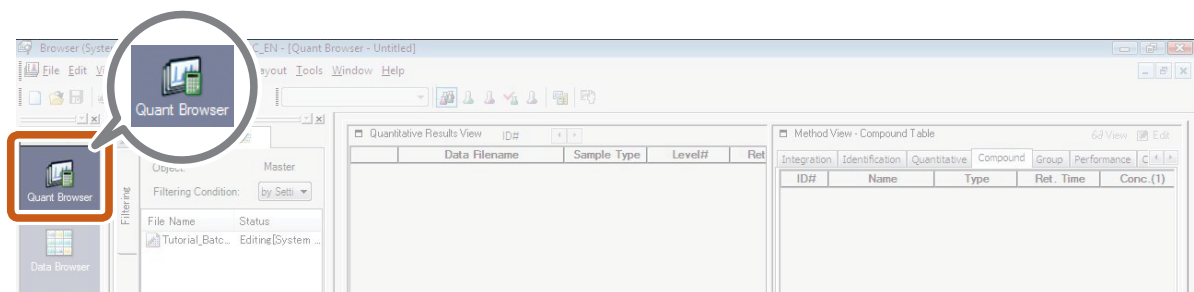 Browser (Syste C_EN - [Quant Browser - Untitled]
File Edit Vi ayout Tools Window Help
Quant Browser
Quantitative Results View ID#
Data Filename Sample Type Level# Ret
Method View - Compound Table View Edit
Integration Identification Quantitative Compound Group Performance C
ID# Name Type Ret. Time Conc.(1)
Quant Browser
Data Browser
Filtering
Object: Master
Filtering Condition: by Setti
File Name Status
Tutorial_Batc... Editing[System ...